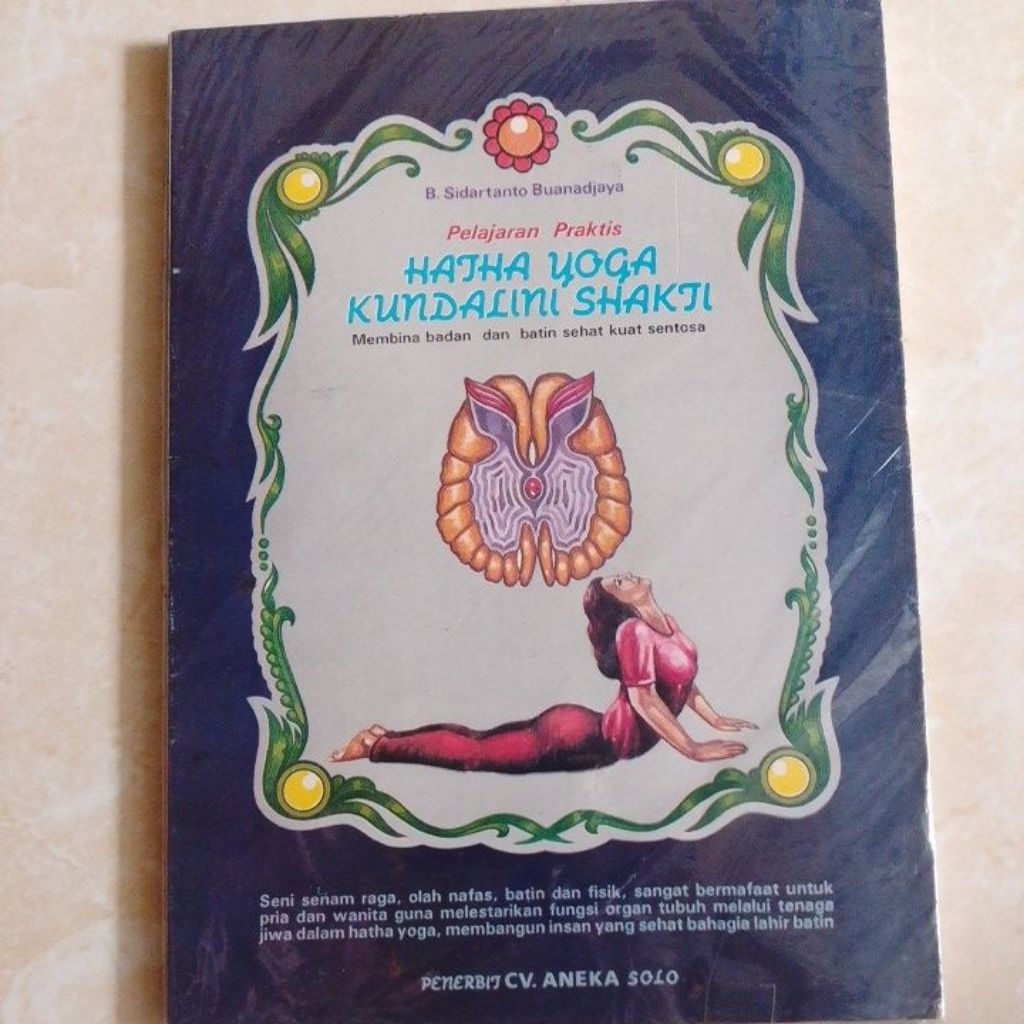 B. Sidartanto Buanadjaya
Pelajaran Praktis
HATHA YOGA
KUNDALINI SHAKTI
Membina badan dan batin sehat kuat sentosa
Seni senam raga, olah nafas, batin dan fisik, sangat bermafaat untuk
pria dan wanita guna melestarikan fungsi organ tubuh melalui tenaga
jiwa dalam hatha yoga, membangun insan yang sehat bahagia lahir batin
PENERBIT CV. ANEKA SOLO